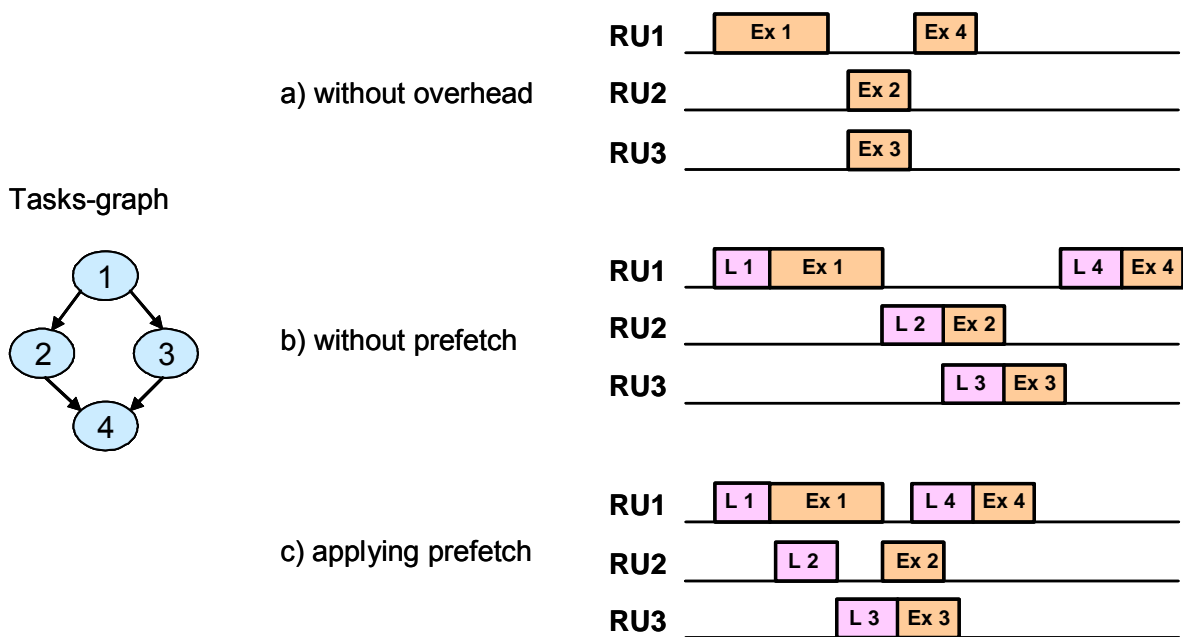 Tasks-graph
1
2
3
4
a) without overhead
RU1
Ex 1
Ex 4
RU2
Ex 2
RU3
Ex 3
b) without prefetch
RU1
L 1
Ex 1
L 4
Ex 4
RU2
L 2
Ex 2
RU3
L 3
Ex 3
c) applying prefetch
RU1
L 1
Ex 1
L 4
Ex 4
RU2
L 2
Ex 2
RU3
L 3
Ex 3